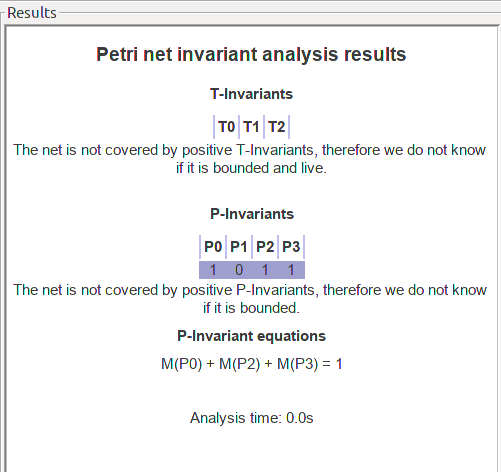 Results
Petri net invariant analysis results
T-Invariants
T0 T1 T2
The net is not covered by positive T-Invariants, therefore we do not know
if it is bounded and live.
P-Invariants
P0 P1 P2 P3
1 0 1 1
The net is not covered by positive P-Invariants, therefore we do not know
if it is bounded.
P-Invariant equations
M(P0) + M(P2) + M(P3) = 1
Analysis time: 0.0s